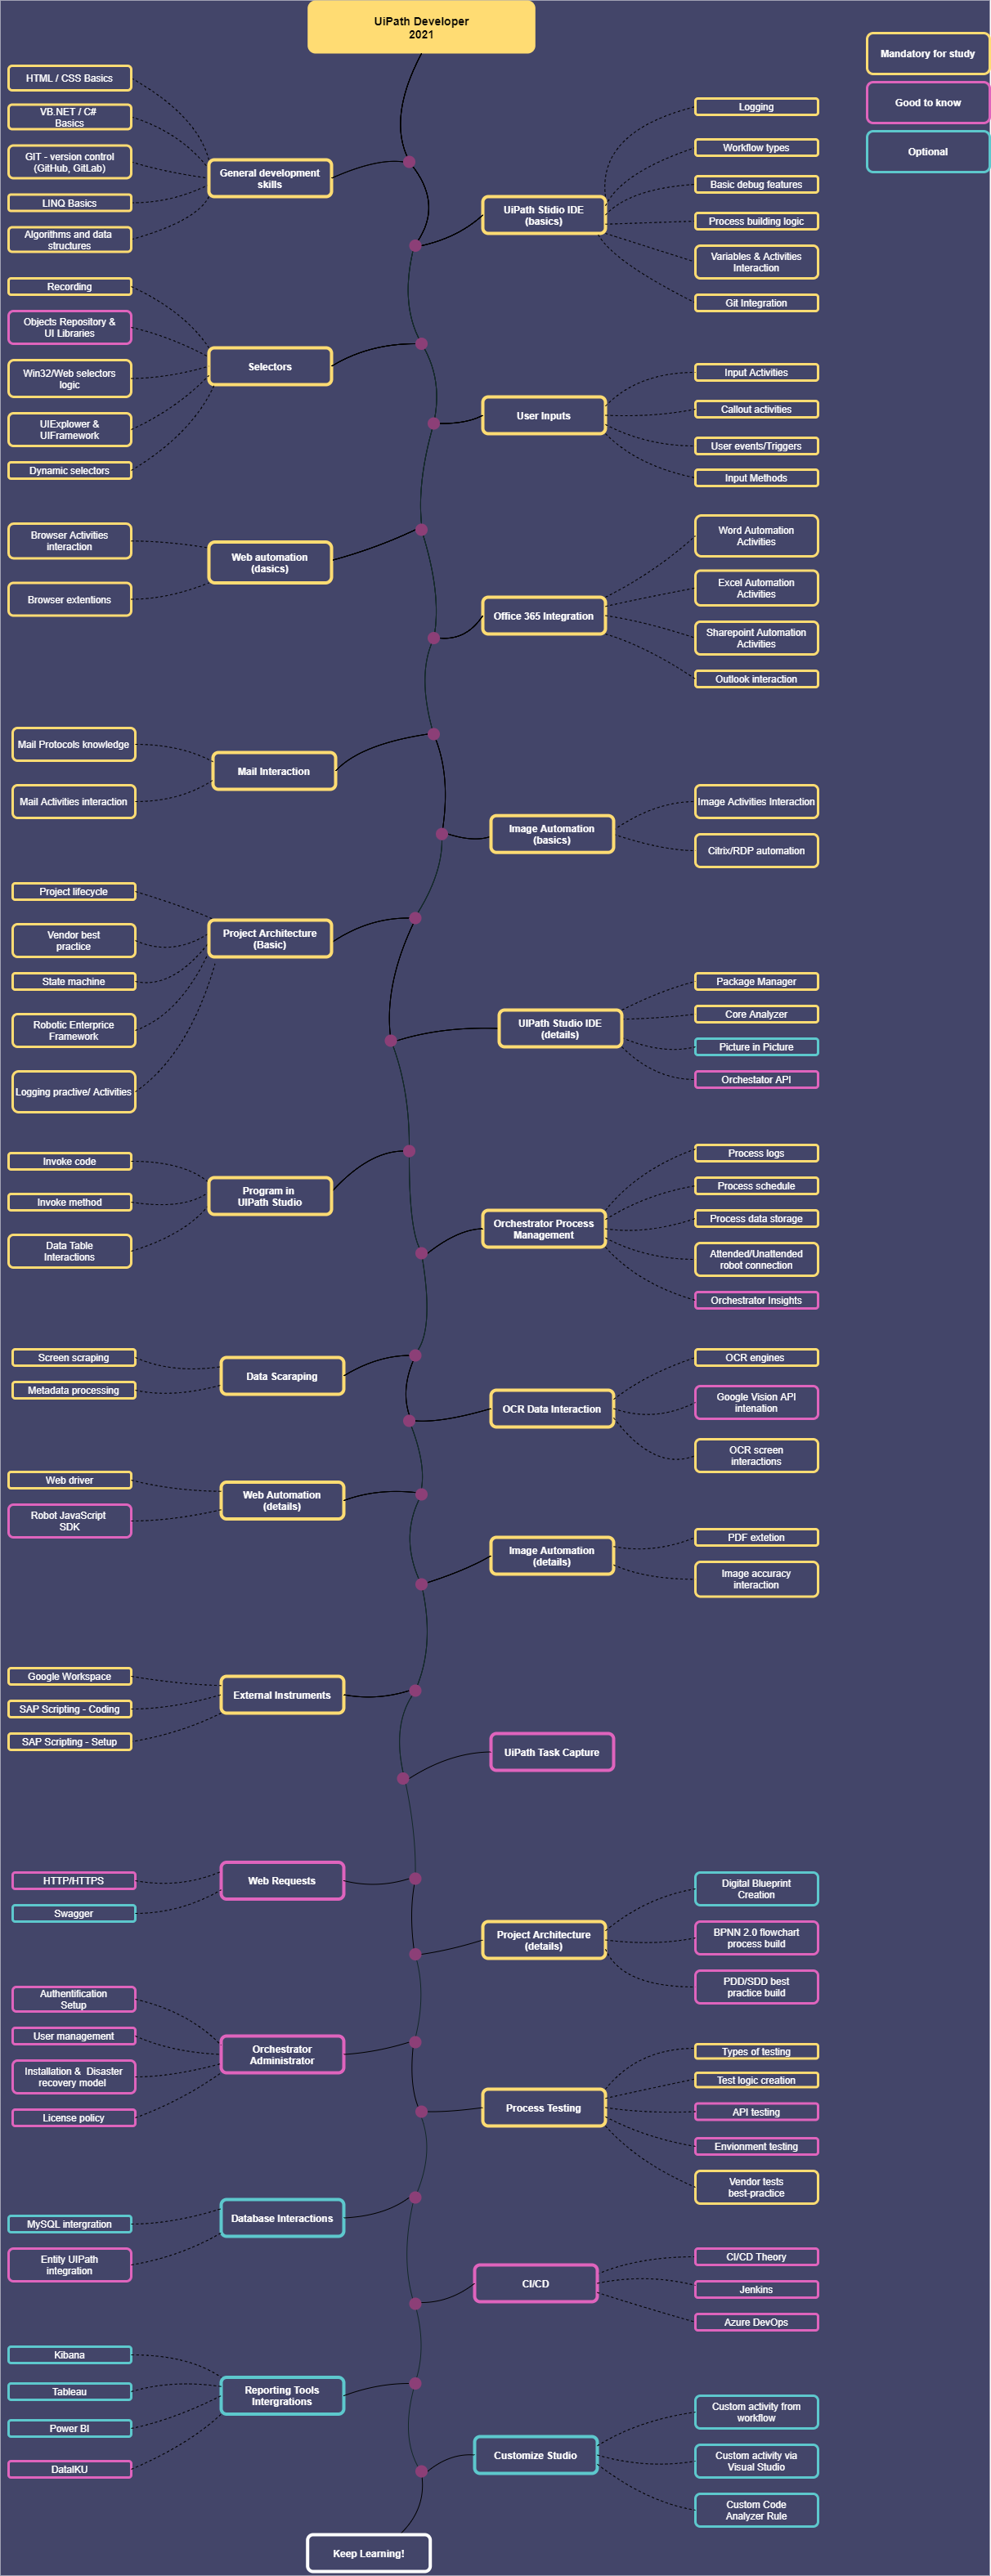 UiPath Developer
2021
Mandatory for study
Good to know
Optional
HTML / CSS Basics
VB.NET / C#
Basics
GIT - version control
(GitHub, GitLab)
LINQ Basics
Algorithms and data
structures
General development
skills
UiPath Stidio IDE
(basics)
Logging
Workflow types
Basic debug features
Process building logic
Variables & Activities
Interaction
Git Integration
Recording
Objects Repository &
UI Libraries
Win32/Web selectors
logic
UIExplower &
UIFramework
Dynamic selectors
Selectors
User Inputs
Input Activities
Callout activities
User events/Triggers
Input Methods
Browser Activities
interaction
Browser extentions
Web automation
(dasics)
Office 365 Integration
Word Automation
Activities
Excel Automation
Activities
Sharepoint Automation
Activities
Outlook interaction
Mail Protocols knowledge
Mail Activities interaction
Mail Interaction
Image Automation
(basics)
Image Activities Interaction
Citrix/RDP automation
Project lifecycle
Vendor best
practice
State machine
Robotic Enterprice
Framework
Logging practive/ Activities
Project Architecture
(Basic)
UIPath Studio IDE
(details)
Package Manager
Core Analyzer
Picture in Picture
Orchestator API
Invoke code
Invoke method
Data Table
Interactions
Program in
UIPath Studio
Orchestrator Process
Management
Process logs
Process schedule
Process data storage
Attended/Unattended
robot connection
Orchestrator Insights
Screen scraping
Metadata processing
Data Scaraping
OCR Data Interaction
OCR engines
Google Vision API
intenation
OCR screen
interactions
Web driver
Robot JavaScript
SDK
Web Automation
(details)
Image Automation
(details)
PDF extetion
Image accuracy
interaction
Google Workspace
SAP Scripting - Coding
SAP Scripting - Setup
External Instruments
UiPath Task Capture
HTTP/HTTPS
Swagger
Web Requests
Project Architecture
(details)
Digital Blueprint
Creation
BPNN 2.0 flowchart
process build
PDD/SDD best
practice build
Authentification
Setup
User management
Installation &  Disaster
recovery model
License policy
Orchestrator
Administrator
Process Testing
Types of testing
Test logic creation
API testing
Envionment testing
Vendor tests
best-practice
MySQL intergration
Entity UIPath
integration
Database Interactions
CI/CD
CI/CD Theory
Jenkins
Azure DevOps
Kibana
Tableau
Power BI
DataIKU
Reporting Tools
Intergrations
Customize Studio
Custom activity from
workflow
Custom activity via
Visual Studio
Custom Code
Analyzer Rule
Keep Learning!